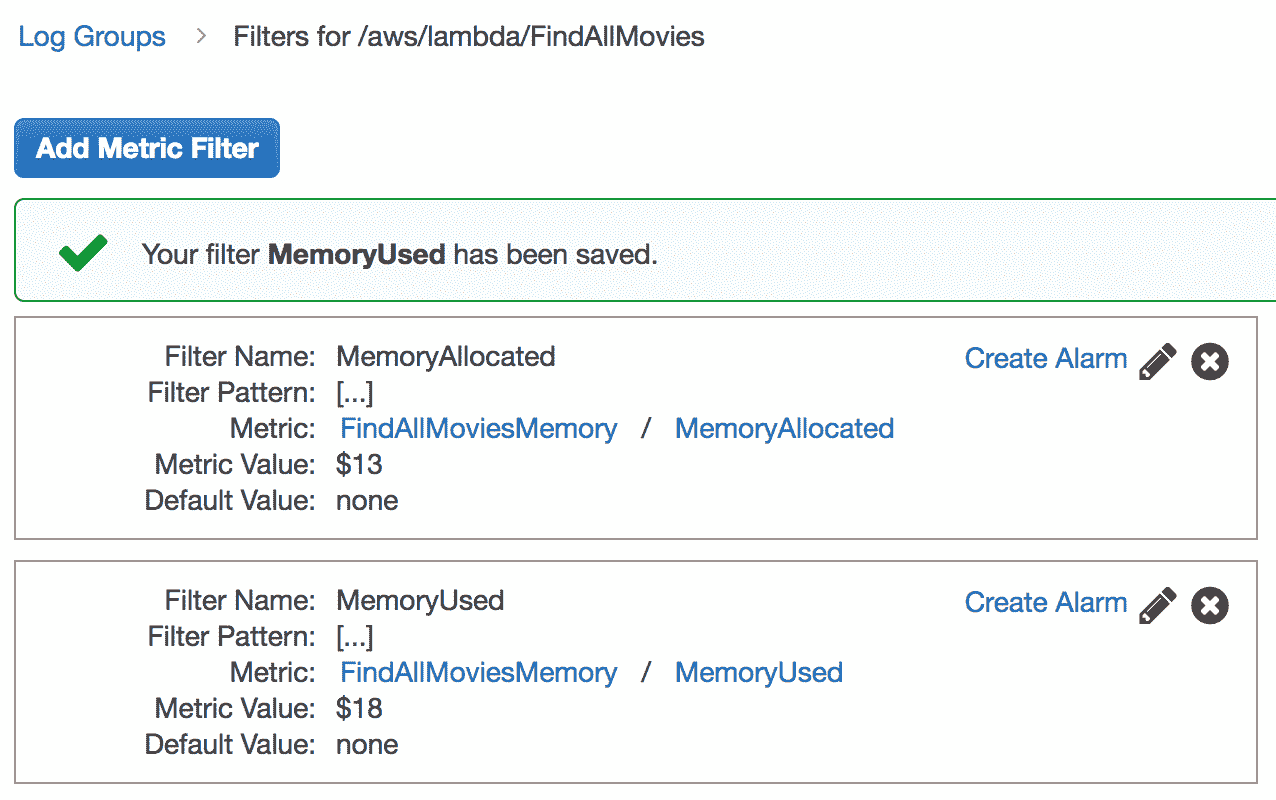 Log Groups > Filters for /aws/lambda/FindAllMovies
Add Metric Filter
Your filter MemoryUsed has been saved.
Filter Name: MemoryAllocated
Create Alarm
Filter Pattern: [...]
Metric: FindAllMoviesMemory / MemoryAllocated
Metric Value: $13
Default Value: none
Filter Name: MemoryUsed
Create Alarm
Filter Pattern: [...]
Metric: FindAllMoviesMemory / MemoryUsed
Metric Value: $18
Default Value: none